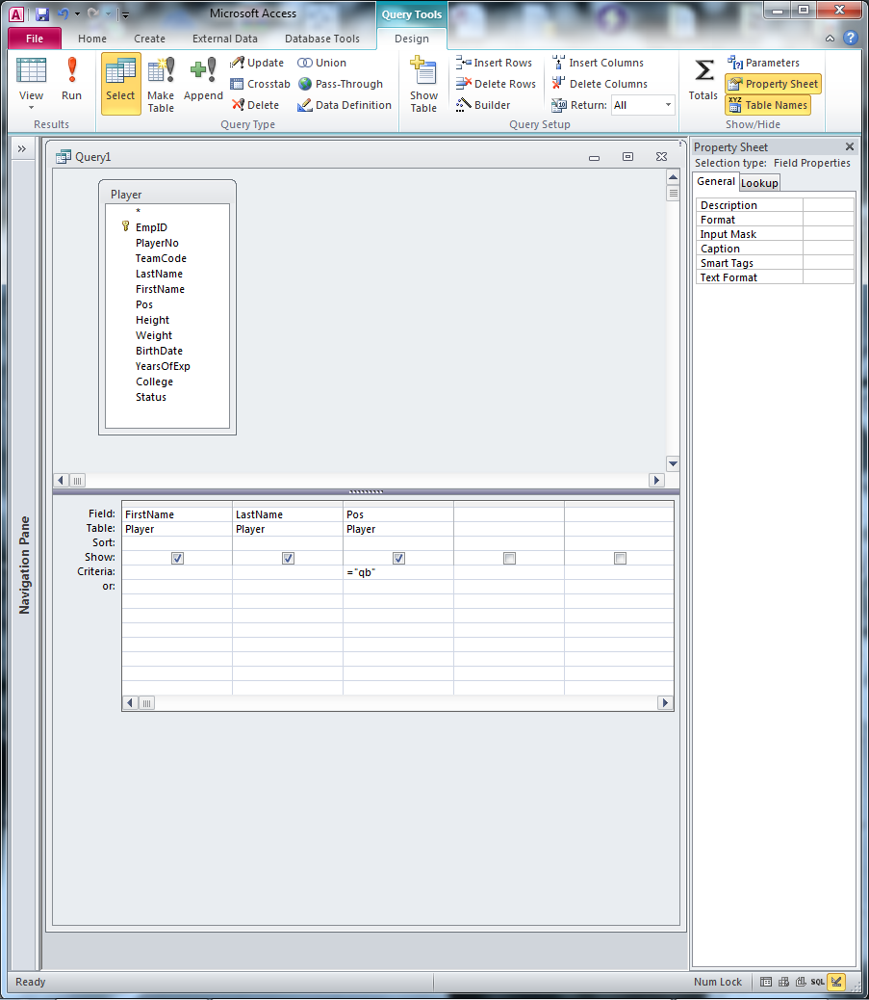 A Microsoft Access Query Tools
File Home Create External Data Database Tools Design
View Run Select Make Table Append Update Crosstab Delete Union Pass-Through Data Definition Show Table Insert Rows Delete Rows Builder Insert Columns Delete Columns Return: All Totals Parameters Property Sheet XYZ Table Names
Results Query Type Query Setup Show/Hide
»
Navigation Pane
Query1
Player
*
EmpID
PlayerNo
TeamCode
LastName
FirstName
Pos
Height
Weight
BirthDate
YearsOfExp
College
Status
Field: FirstName LastName Pos
Table: Player Player Player
Sort:
Show:
Criteria: ="qb"
or:
Property Sheet
Selection type: Field Properties
General Lookup
Description
Format
Input Mask
Caption
Smart Tags
Text Format
Ready Num Lock SQL